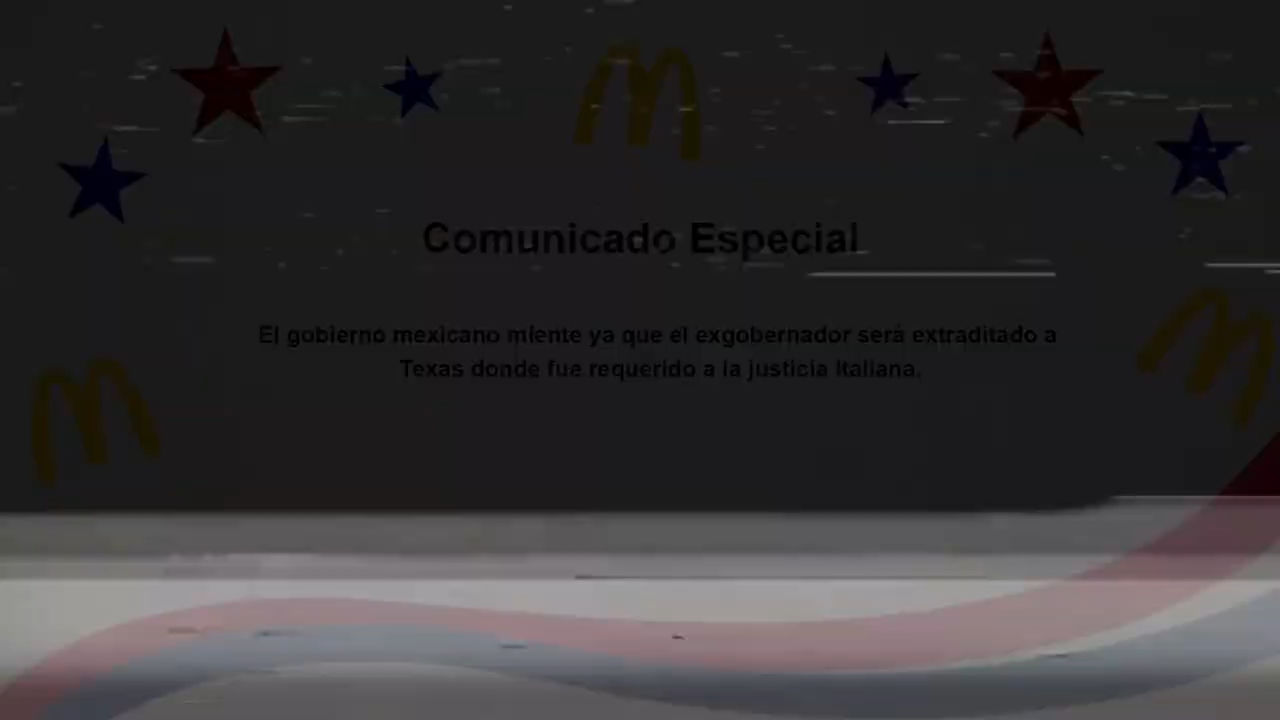 Comunicado Especial
El gobierno mexicano miente ya que el exgobernador será extraditado a
Texas donde fue requerido a la justicia Italiana.